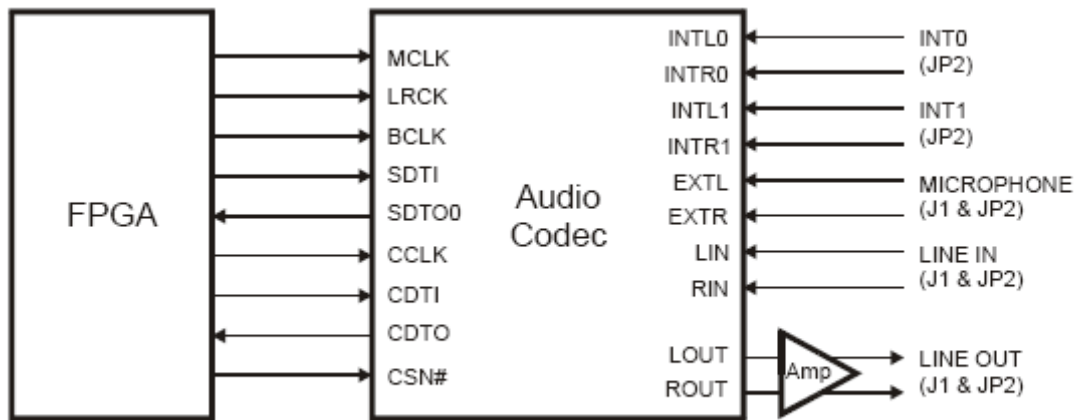 FPGA
MCLK
LRCK
BCLK
SDTI
SDTO0
CCLK
CDTI
CDTO
CSN#
Audio
Codec
INTL0
INTR0
INTL1
INTR1
EXTL
EXTR
LIN
RIN
LOUT
ROUT
Amp
INT0
(JP2)
INT1
(JP2)
MICROPHONE
(J1 & JP2)
LINE IN
(J1 & JP2)
LINE OUT
(J1 & JP2)